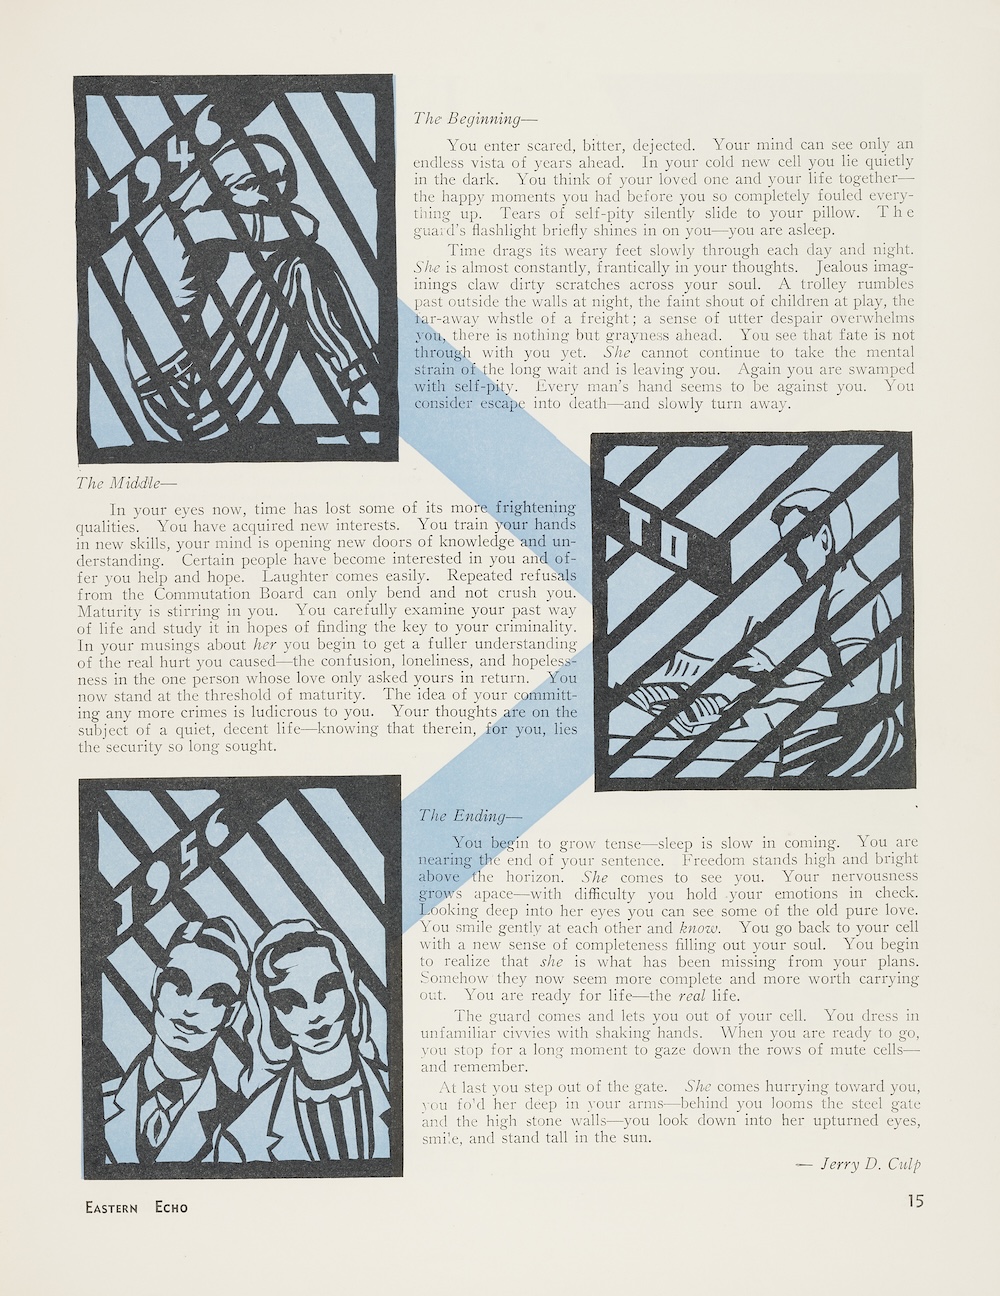 1946
The Beginning—
You enter scared, bitter, dejected. Your mind can see only an
endless vista of years ahead. In your cold new cell you lie quietly
in the dark. You think of your loved one and your life together—
the happy moments you had before you so completely fouled every-
thing up. Tears of self-pity silently slide to your pillow. The
guard's flashlight briefly shines in on you—you are asleep.
Time drags its weary feet slowly through each day and night.
She is almost constantly, frantically in your thoughts. Jealous imag-
inings claw dirty scratches across your soul. A trolley rumbles
past outside the walls at night, the faint shout of children at play, the
far-away whstle of a freight; a sense of utter despair overwhelms
you, there is nothing but grayness ahead. You see that fate is not
through with you yet. She cannot continue to take the mental
strain of the long wait and is leaving you. Again you are swamped
with self-pity. Every man's hand seems to be against you. You
consider escape into death—and slowly turn away.
TO
The Middle—
In your eyes now, time has lost some of its more frightening
qualities. You have acquired new interests. You train your hands
in new skills, your mind is opening new doors of knowledge and un-
derstanding. Certain people have become interested in you and of-
fer you help and hope. Laughter comes easily. Repeated refusals
from the Commutation Board can only bend and not crush you.
Maturity is stirring in you. You carefully examine your past way
of life and study it in hopes of finding the key to your criminality.
In your musings about her you begin to get a fuller understanding
of the real hurt you caused—the confusion, loneliness, and hopeless-
ness in the one person whose love only asked yours in return. You
now stand at the threshold of maturity. The idea of your committ-
ing any more crimes is ludicrous to you. Your thoughts are on the
subject of a quiet, decent life—knowing that therein, for you, lies
the security so long sought.
1956
The Ending—
You begin to grow tense—sleep is slow in coming. You are
nearing the end of your sentence. Freedom stands high and bright
above the horizon. She comes to see you. Your nervousness
grows apace—with difficulty you hold your emotions in check.
Looking deep into her eyes you can see some of the old pure love.
You smile gently at each other and know. You go back to your cell
with a new sense of completeness filling out your soul. You begin
to realize that she is what has been missing from your plans.
Somehow they now seem more complete and more worth carrying
out. You are ready for life—the real life.
The guard comes and lets you out of your cell. You dress in
unfamiliar civvies with shaking hands. When you are ready to go,
you stop for a long moment to gaze down the rows of mute cells—
and remember.
At last you step out of the gate. She comes hurrying toward you,
you fo'd her deep in your arms—behind you looms the steel gate
and the high stone walls—you look down into her upturned eyes,
smile, and stand tall in the sun.
— Jerry D. Culp
EASTERN ECHO
15